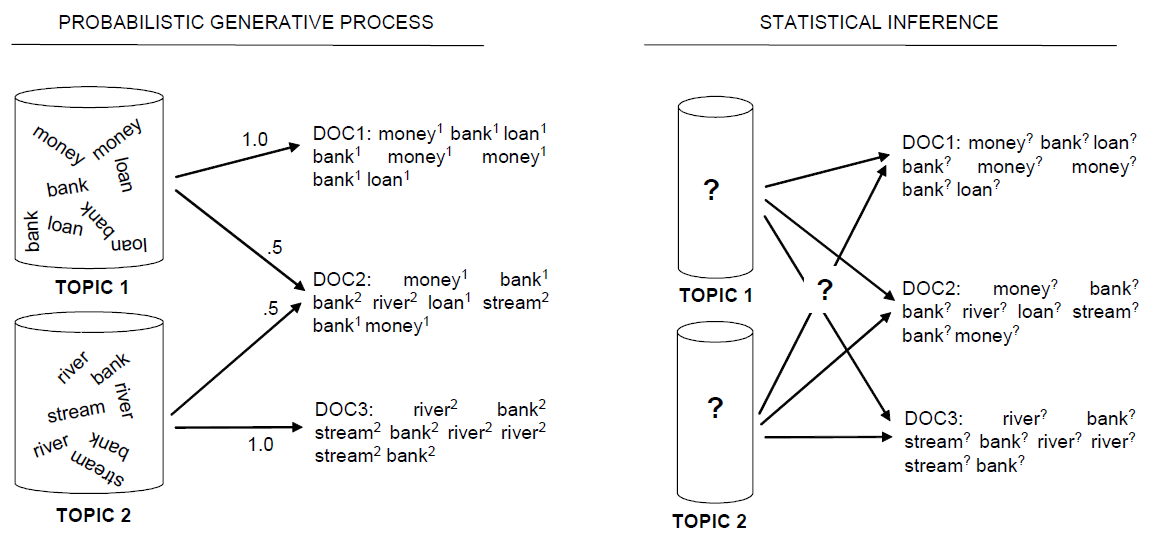 PROBABILISTIC GENERATIVE PROCESS
money
money
loan
bank
bank
loan
bank
loan
TOPIC 1
river
bank
river
stream
river
bank
stream
TOPIC 2
1.0
.5
.5
1.0
DOC1: money¹ bank¹ loan¹
bank¹ money¹ money¹
bank¹ loan¹
DOC2: money¹ bank¹
bank² river² loan¹ stream²
bank¹ money¹
DOC3: river² bank²
stream² bank² river² river²
stream² bank²
STATISTICAL INFERENCE
?
TOPIC 1
?
TOPIC 2
?
DOC1: money? bank? loan?
bank? money? money?
bank? loan?
DOC2: money? bank?
bank? river? loan? stream?
bank? money?
DOC3: river? bank?
stream? bank? river? river?
stream? bank?